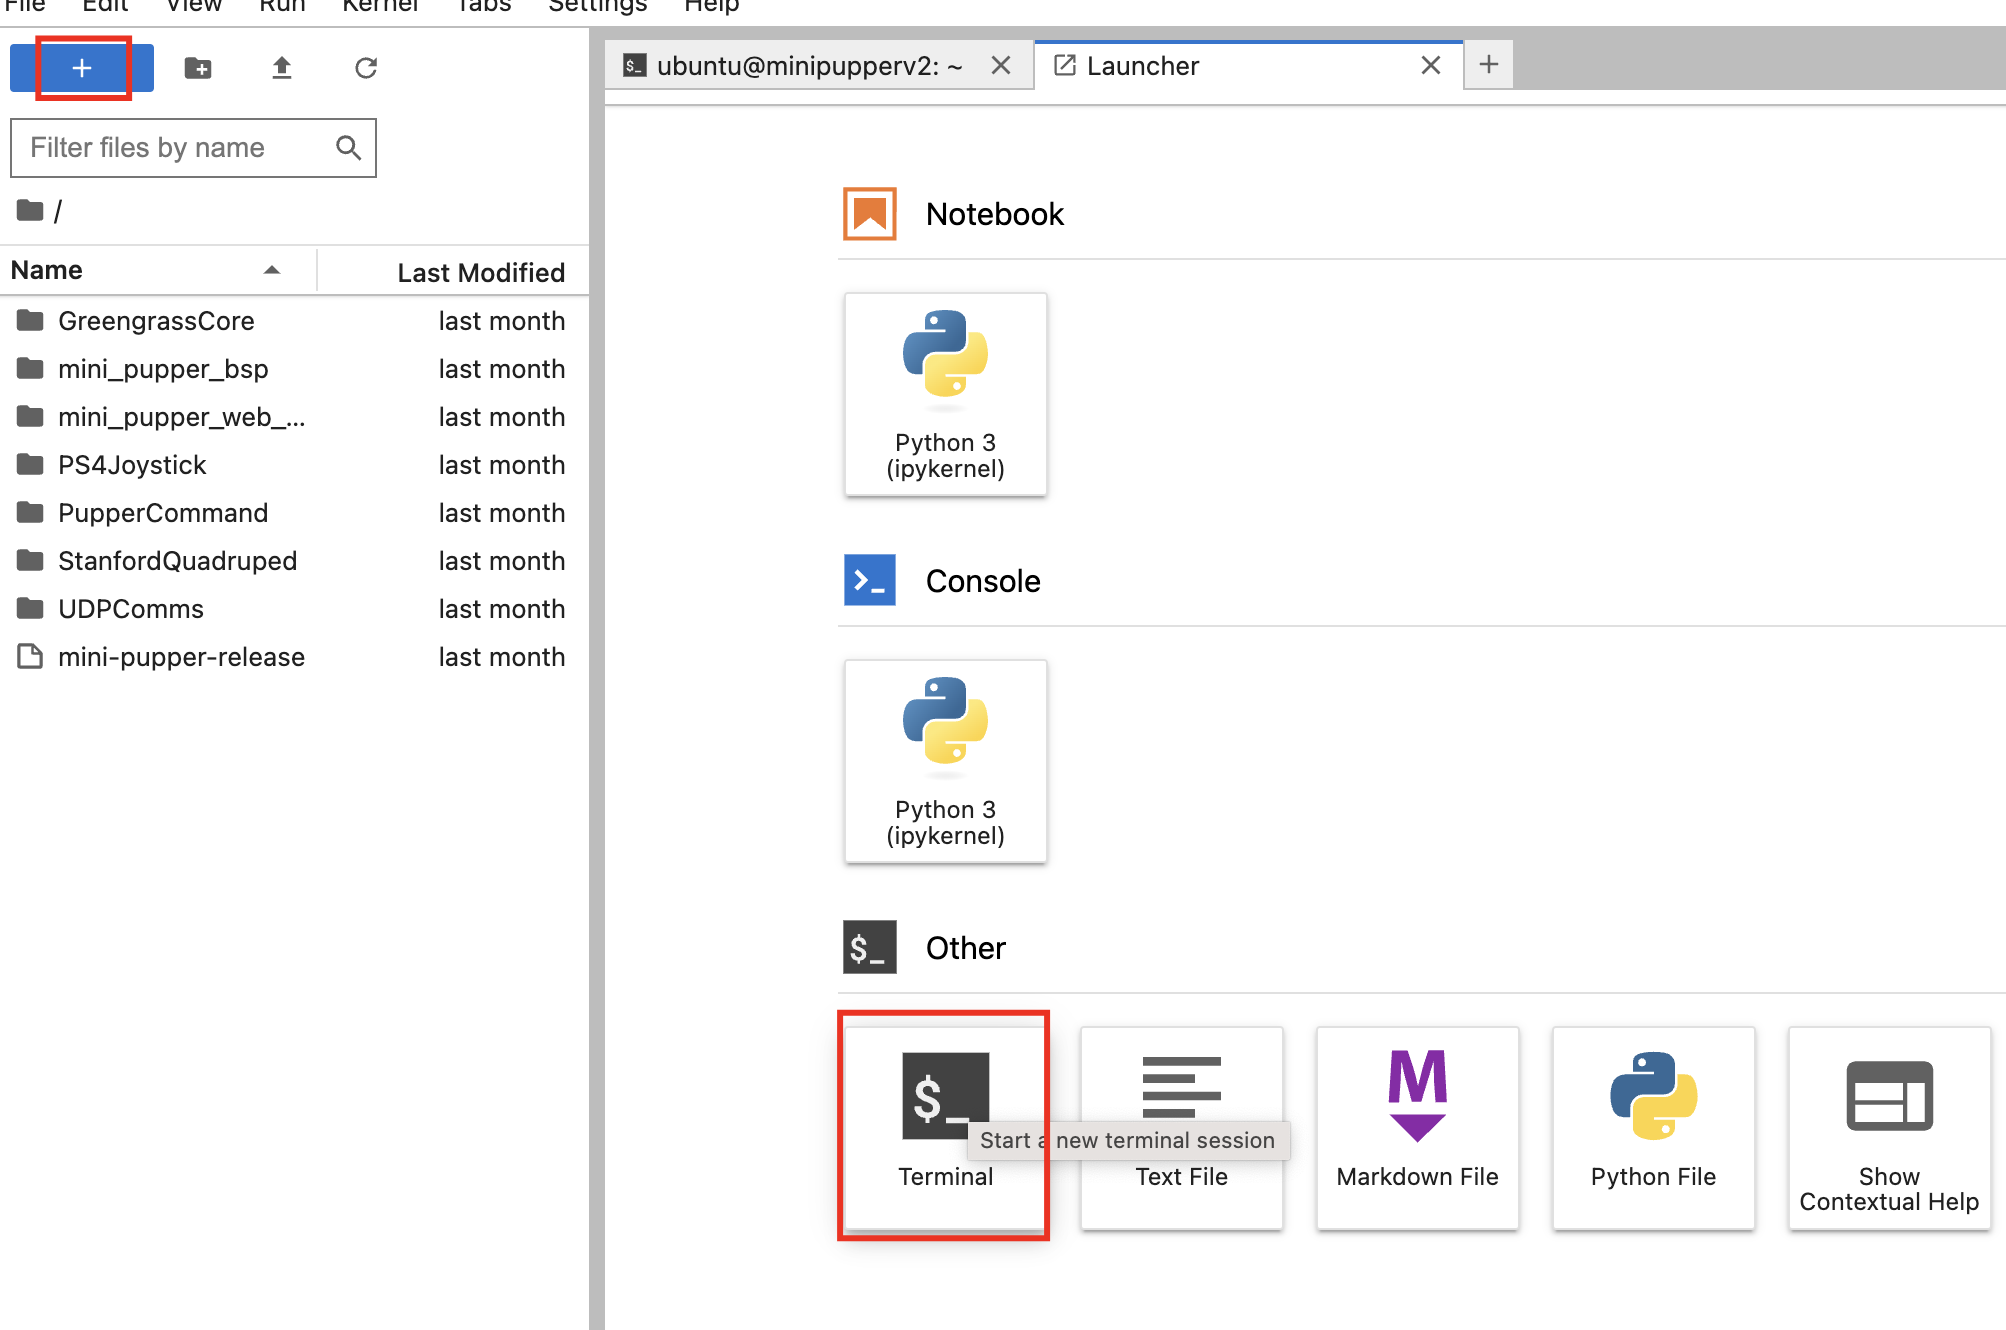 File Edit View Run Kernel Tabs Settings Help
+
$_ ubuntu@minipupperv2: ~
Launcher
+
Filter files by name
/
Name Last Modified
GreengrassCore last month
mini_pupper_bsp last month
mini_pupper_web_... last month
PS4Joystick last month
PupperCommand last month
StanfordQuadruped last month
UDPComms last month
mini-pupper-release last month
Notebook
Python 3
(ipykernel)
>_ Console
Python 3
(ipykernel)
$_ Other
$_
Terminal
Start a new terminal session
Text File
M
Markdown File
Python File
Show
Contextual Help